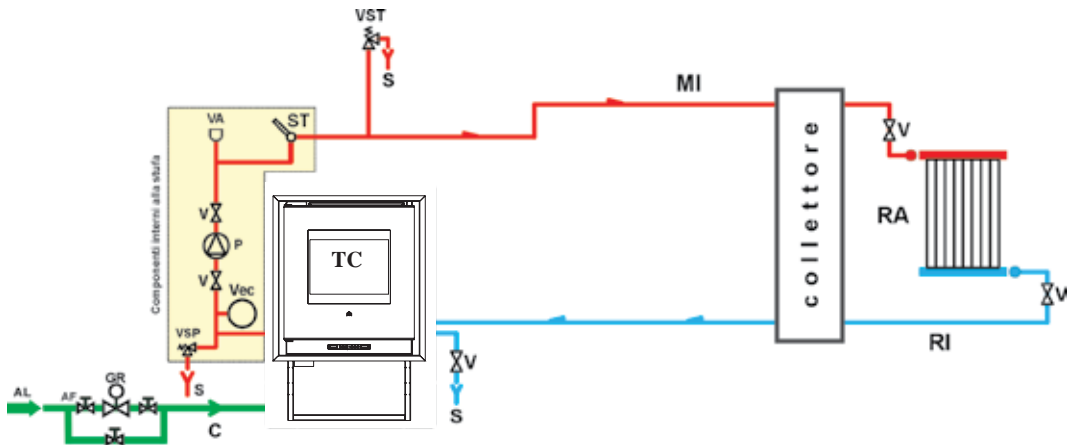 VST
S
MI
VA
ST
V
collettore
Componenti interni alla stufa
V
RA
P
TC
V
Vec
V
VSP
RI
V
AL
AF
GR
S
S
C